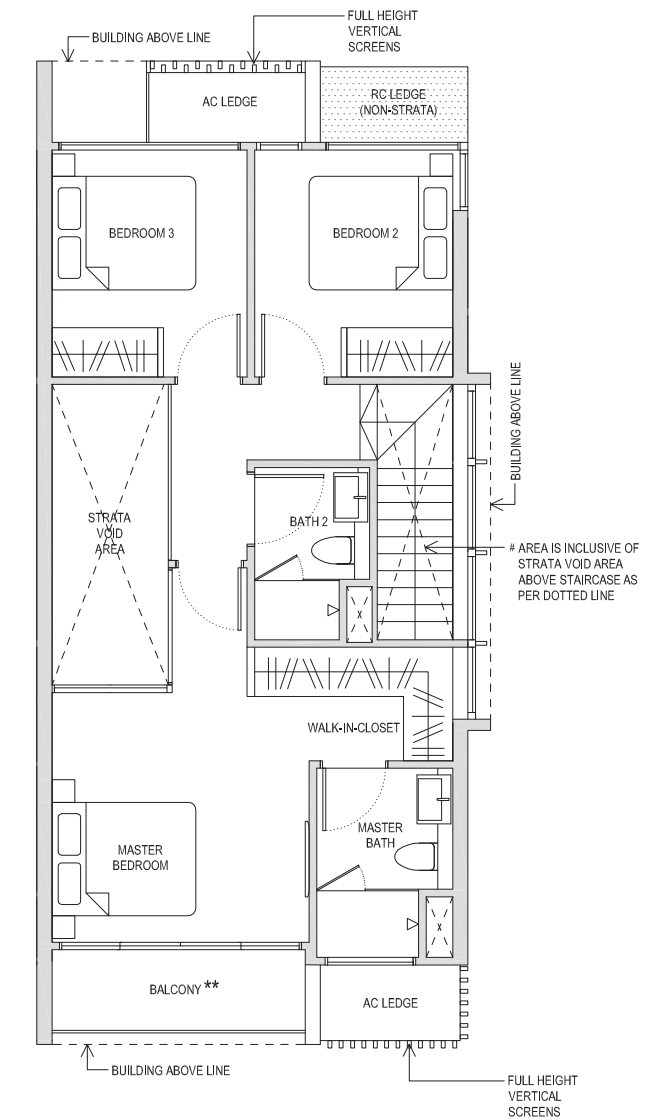 FULL HEIGHT
VERTICAL
SCREENS
BUILDING ABOVE LINE
AC LEDGE
RC LEDGE
(NON-STRATA)
BEDROOM 3
BEDROOM 2
BUILDING ABOVE LINE
STRATA
VOID
AREA
BATH 2
# AREA IS INCLUSIVE OF
STRATA VOID AREA
ABOVE STAIRCASE AS
PER DOTTED LINE
WALK-IN-CLOSET
MASTER
BATH
MASTER
BEDROOM
BALCONY **
AC LEDGE
BUILDING ABOVE LINE
FULL HEIGHT
VERTICAL
SCREENS